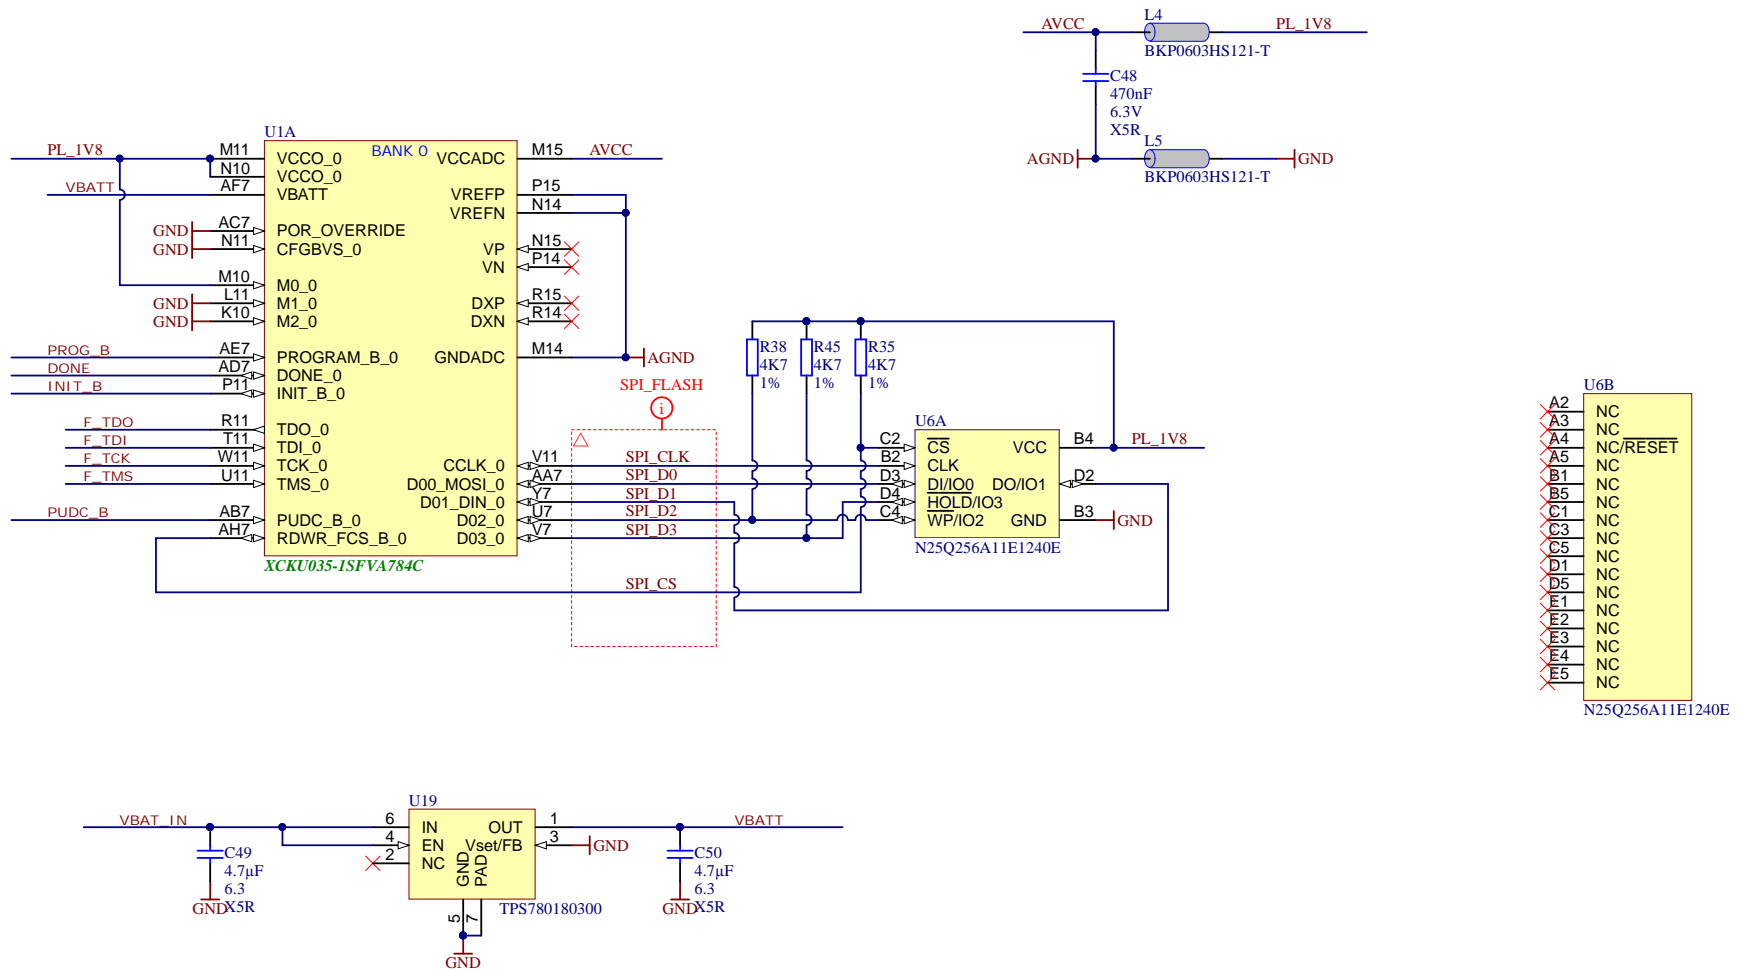 L4
AVCC
PL_1V8
BKP0603HS121-T
C48
470nF
6.3V
X5R
L5
AGND
GND
BKP0603HS121-T
U1A
BANK 0
PL_1V8
M11
VCCO_0
VCCADC
M15
AVCC
N10
VCCO_0
VBATT
AF7
VBATT
VREFP
P15
VREFN
N14
GND
AC7
POR_OVERRIDE
GND
N11
CFGBVS_0
VP
N15
VN
P14
M10
M0_0
GND
L11
M1_0
DXP
R15
GND
K10
M2_0
DXN
R14
PROG_B
AE7
PROGRAM_B_0
GNDADC
M14
AGND
DONE
AD7
DONE_0
INIT_B
P11
INIT_B_0
SPI_FLASH
i
F_TDO
R11
TDO_0
F_TDI
T11
TDI_0
F_TCK
W11
TCK_0
CCLK_0
V11
SPI_CLK
F_TMS
U11
TMS_0
D00_MOSI_0
AA7
SPI_D0
D01_DIN_0
Y7
SPI_D1
PUDC_B
AB7
PUDC_B_0
D02_0
U7
SPI_D2
AH7
RDWR_FCS_B_0
D03_0
V7
SPI_D3
XCKU035-1SFVA784C
SPI_CS
R38
4K7
1%
R45
4K7
1%
R35
4K7
1%
U6A
C2
CS
VCC
B4
PL_1V8
B2
CLK
D3
DI/IO0
DO/IO1
D2
D4
HOLD/IO3
C4
WP/IO2
GND
B3
GND
N25Q256A11E1240E
U6B
A2
NC
A3
NC
A4
NC/RESET
A5
NC
B1
NC
B5
NC
C1
NC
C3
NC
C5
NC
D1
NC
D5
NC
E1
NC
E2
NC
E3
NC
E4
NC
E5
NC
N25Q256A11E1240E
U19
VBAT_IN
6
IN
OUT
1
VBATT
4
EN
Vset/FB
3
GND
2
NC
GND
PAD
5
7
GND
TPS780180300
C49
4.7µF
6.3
X5R
GND
C50
4.7µF
6.3
X5R
GND